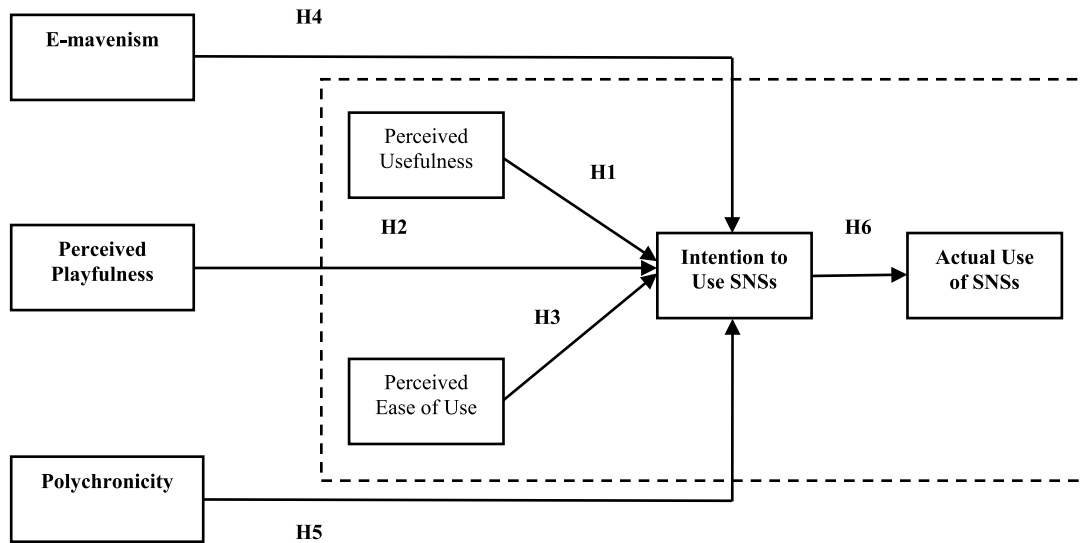 H4
E-mavenism
Perceived
Usefulness
H1
H2
Perceived
Playfulness
H6
Intention to
Use SNSs
Actual Use
of SNSs
H3
Perceived
Ease of Use
Polychronicity
H5